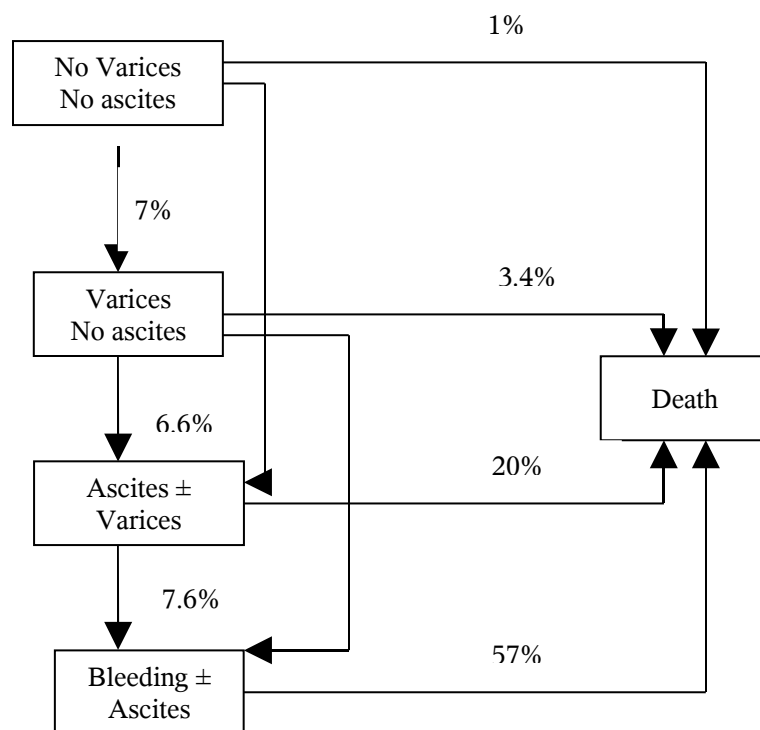 1%
No Varices
No ascites
7%
3.4%
Varices
No ascites
Death
6.6%
20%
Ascites ±
Varices
7.6%
57%
Bleeding ±
Ascites